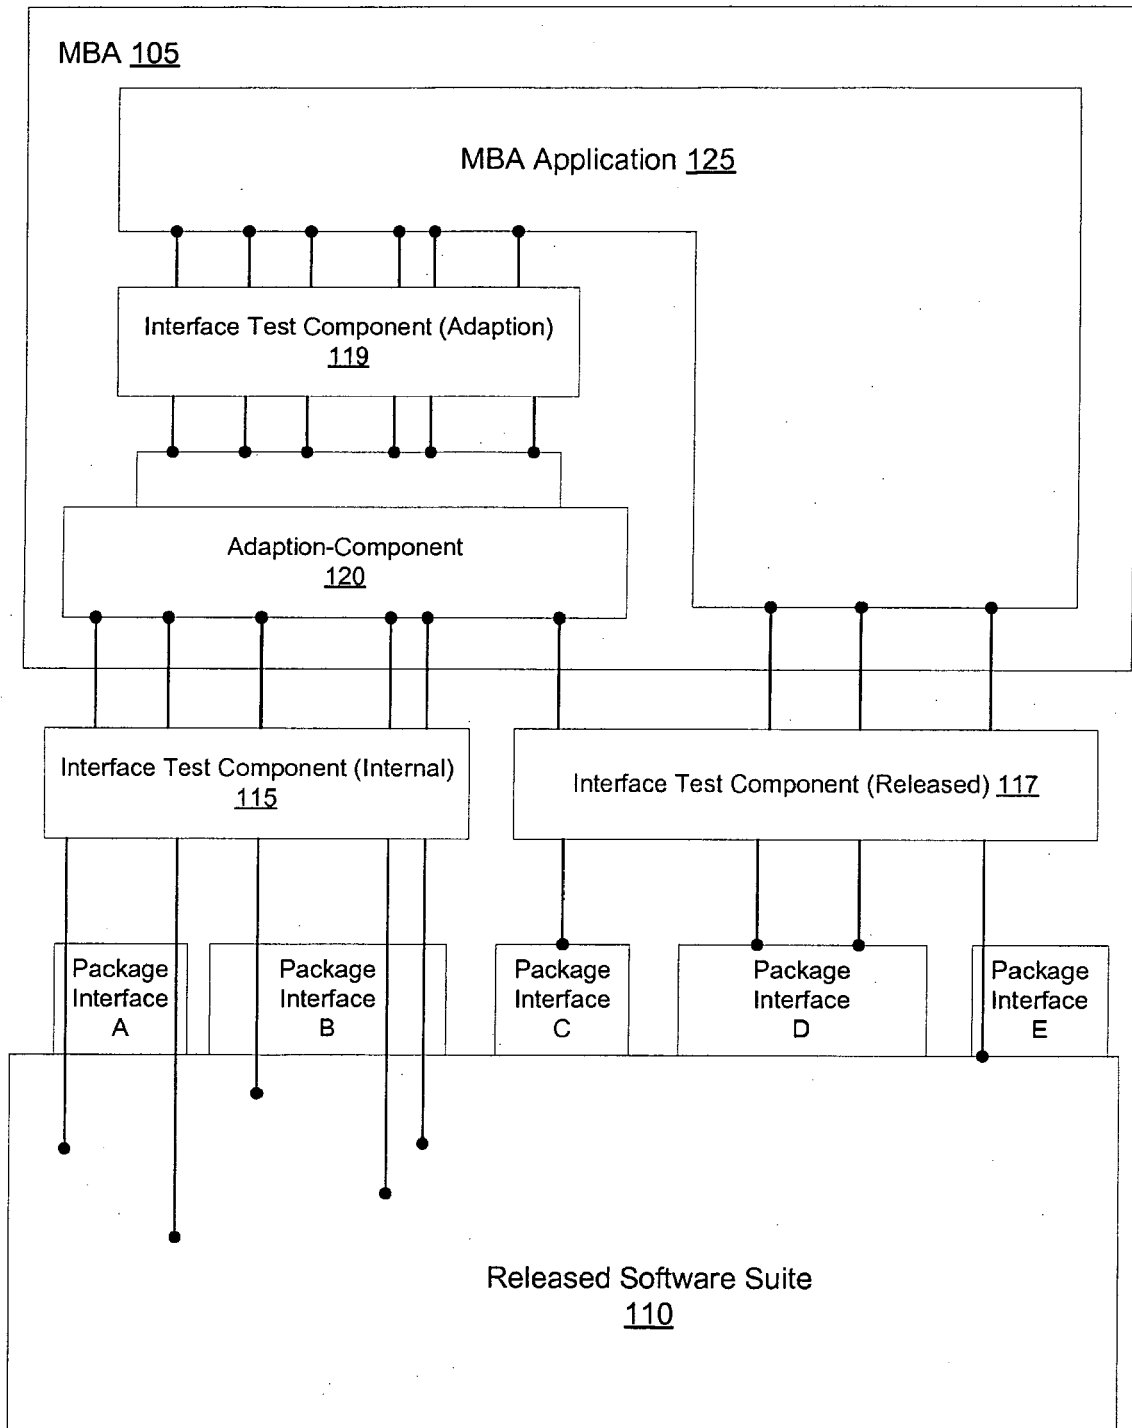 MBA 105
MBA Application 125
Interface Test Component (Adaption)
119
Adaption-Component
120
Interface Test Component (Internal)
115
Interface Test Component (Released) 117
Package
Interface
A
Package
Interface
B
Package
Interface
C
Package
Interface
D
Package
Interface
E
Released Software Suite
110